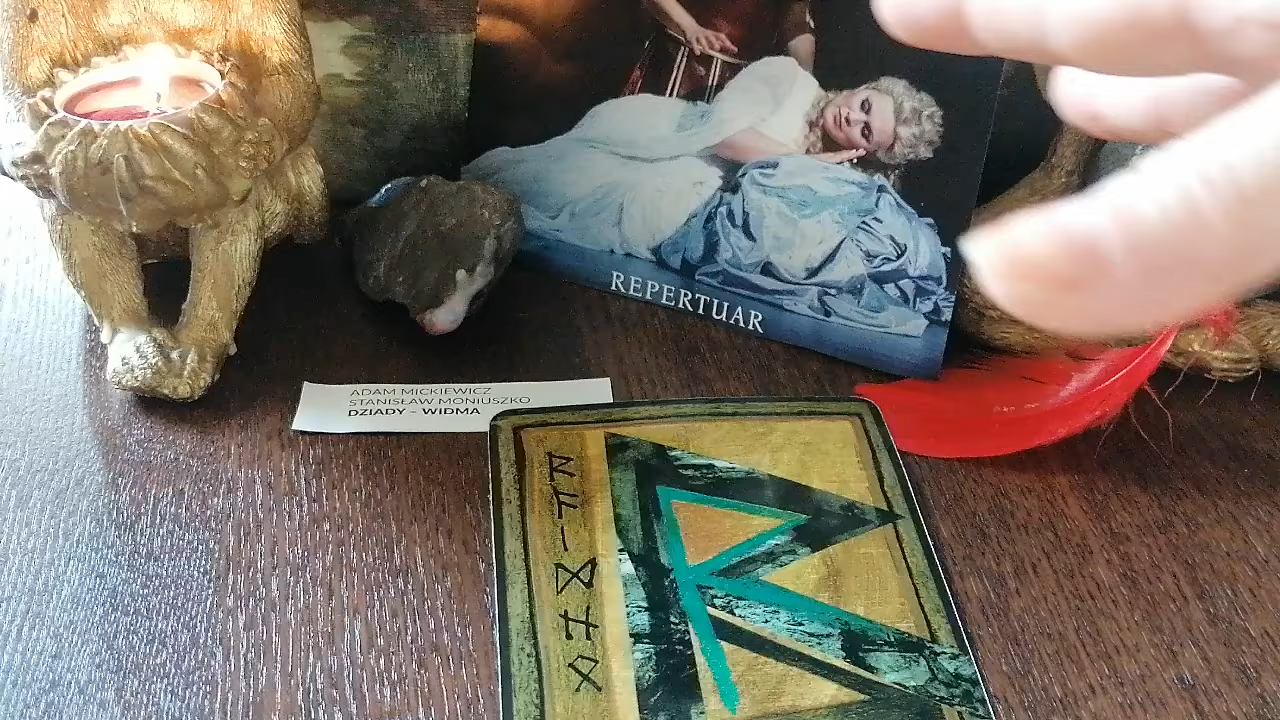 REPERTUAR
ADAM MICKIEWICZ
STANISŁAW MONIUSZKO
DZIADY – WIDMA
ᚱᚨᛁᛞᚺᛟ
ᚱ